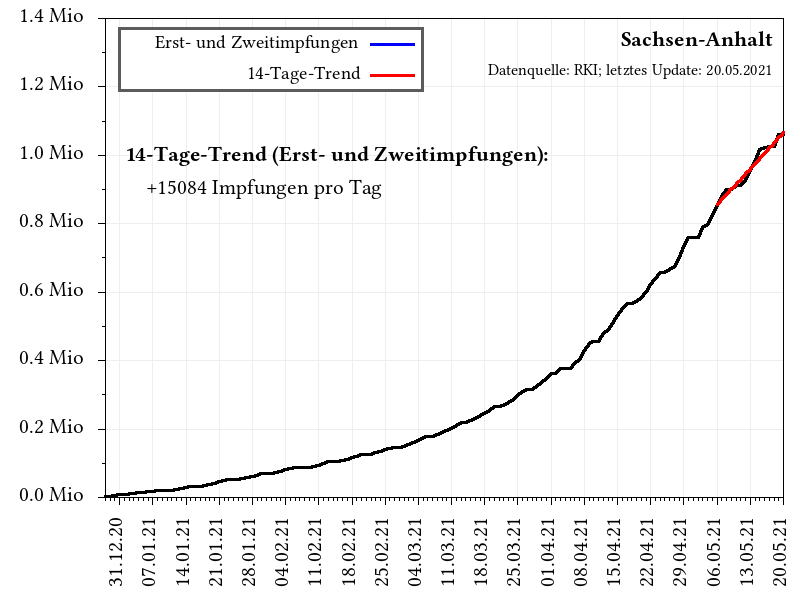 1.4 Mio
1.2 Mio
1.0 Mio
0.8 Mio
0.6 Mio
0.4 Mio
0.2 Mio
0.0 Mio
Erst- und Zweitimpfungen
14-Tage-Trend
Sachsen-Anhalt
Datenquelle: RKI; letztes Update: 20.05.2021
14-Tage-Trend (Erst- und Zweitimpfungen):
+15084 Impfungen pro Tag
31.12.20
07.01.21
14.01.21
21.01.21
28.01.21
04.02.21
11.02.21
18.02.21
25.02.21
04.03.21
11.03.21
18.03.21
25.03.21
01.04.21
08.04.21
15.04.21
22.04.21
29.04.21
06.05.21
13.05.21
20.05.21